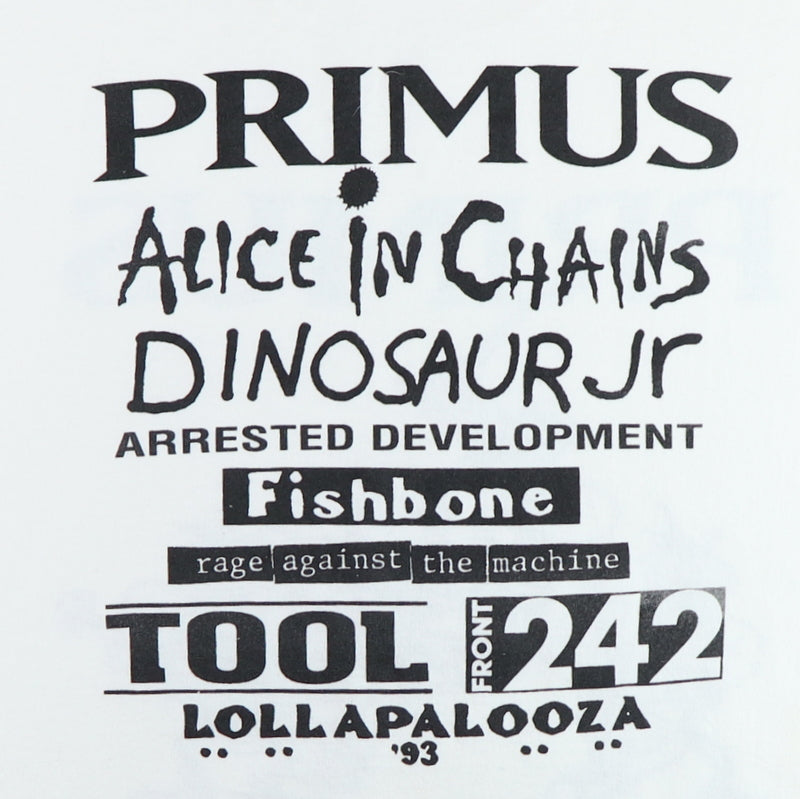 PRIMUS
ALICE iN CHAINS
DINOSAUR Jr
ARRESTED DEVELOPMENT
Fishbone
rage against the machine
TOOL FRONT 242
LOLLAPALOOZA
'93